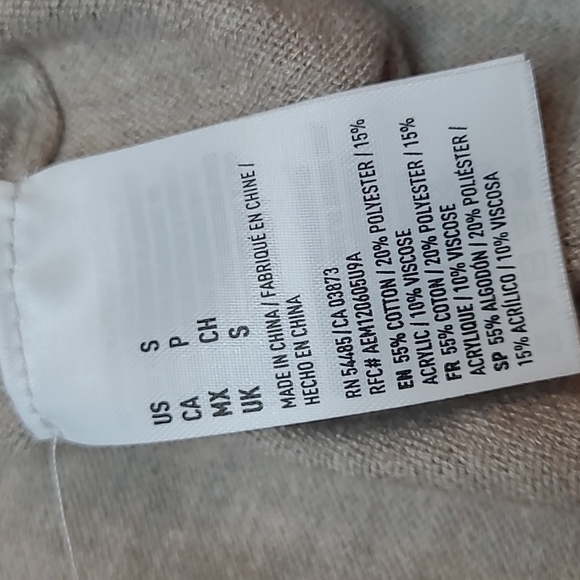 US S
CA P
MX CH
UK S
MADE IN CHINA / FABRIQUÉ EN CHINE /
HECHO EN CHINA
RN 54485 / CA 03873
RFC# AEM120605U9A
EN 55% COTTON / 20% POLYESTER / 15%
ACRYLIC / 10% VISCOSE
FR 55% COTON / 20% POLYESTER / 15%
ACRYLIQUE / 10% VISCOSE
SP 55% ALGODÓN / 20% POLIÉSTER /
15% ACRÍLICO / 10% VISCOSA